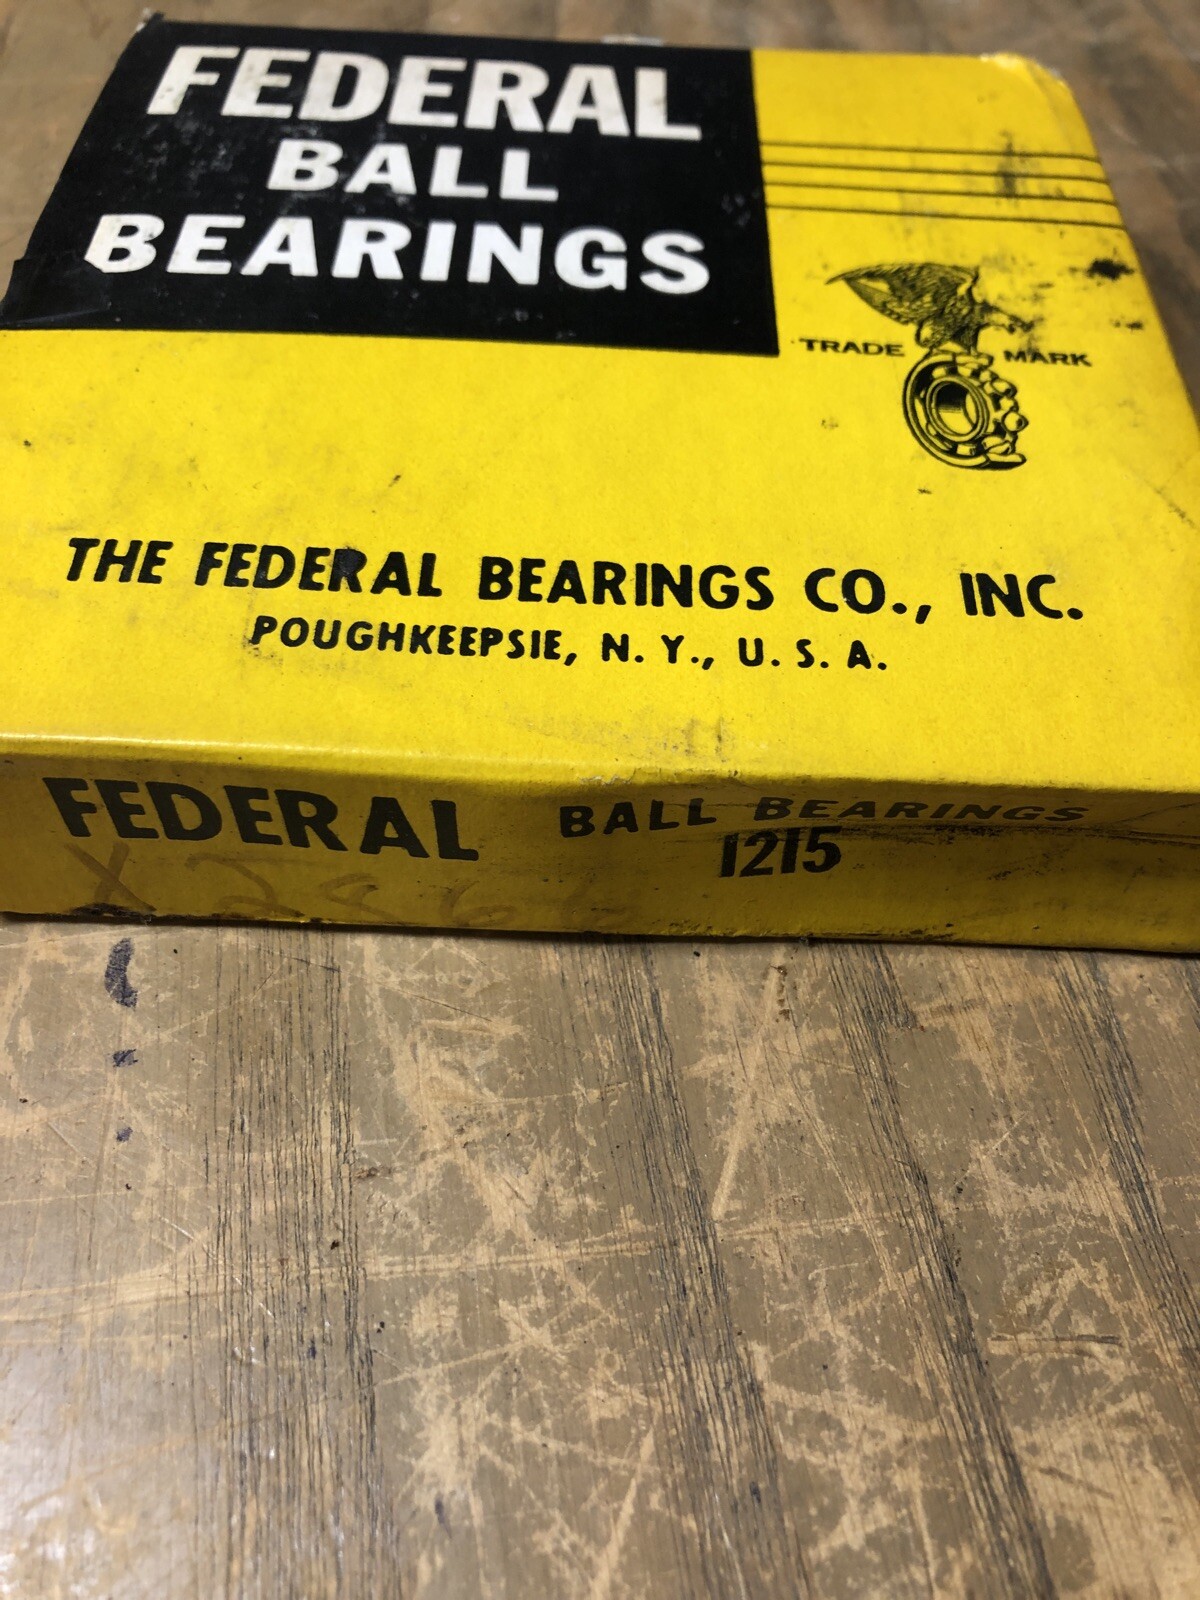 FEDERAL
BALL
BEARINGS
TRADE MARK
THE FEDERAL BEARINGS CO., INC.
POUGHKEEPSIE, N. Y., U. S. A.
FEDERAL BALL BEARINGS
1215